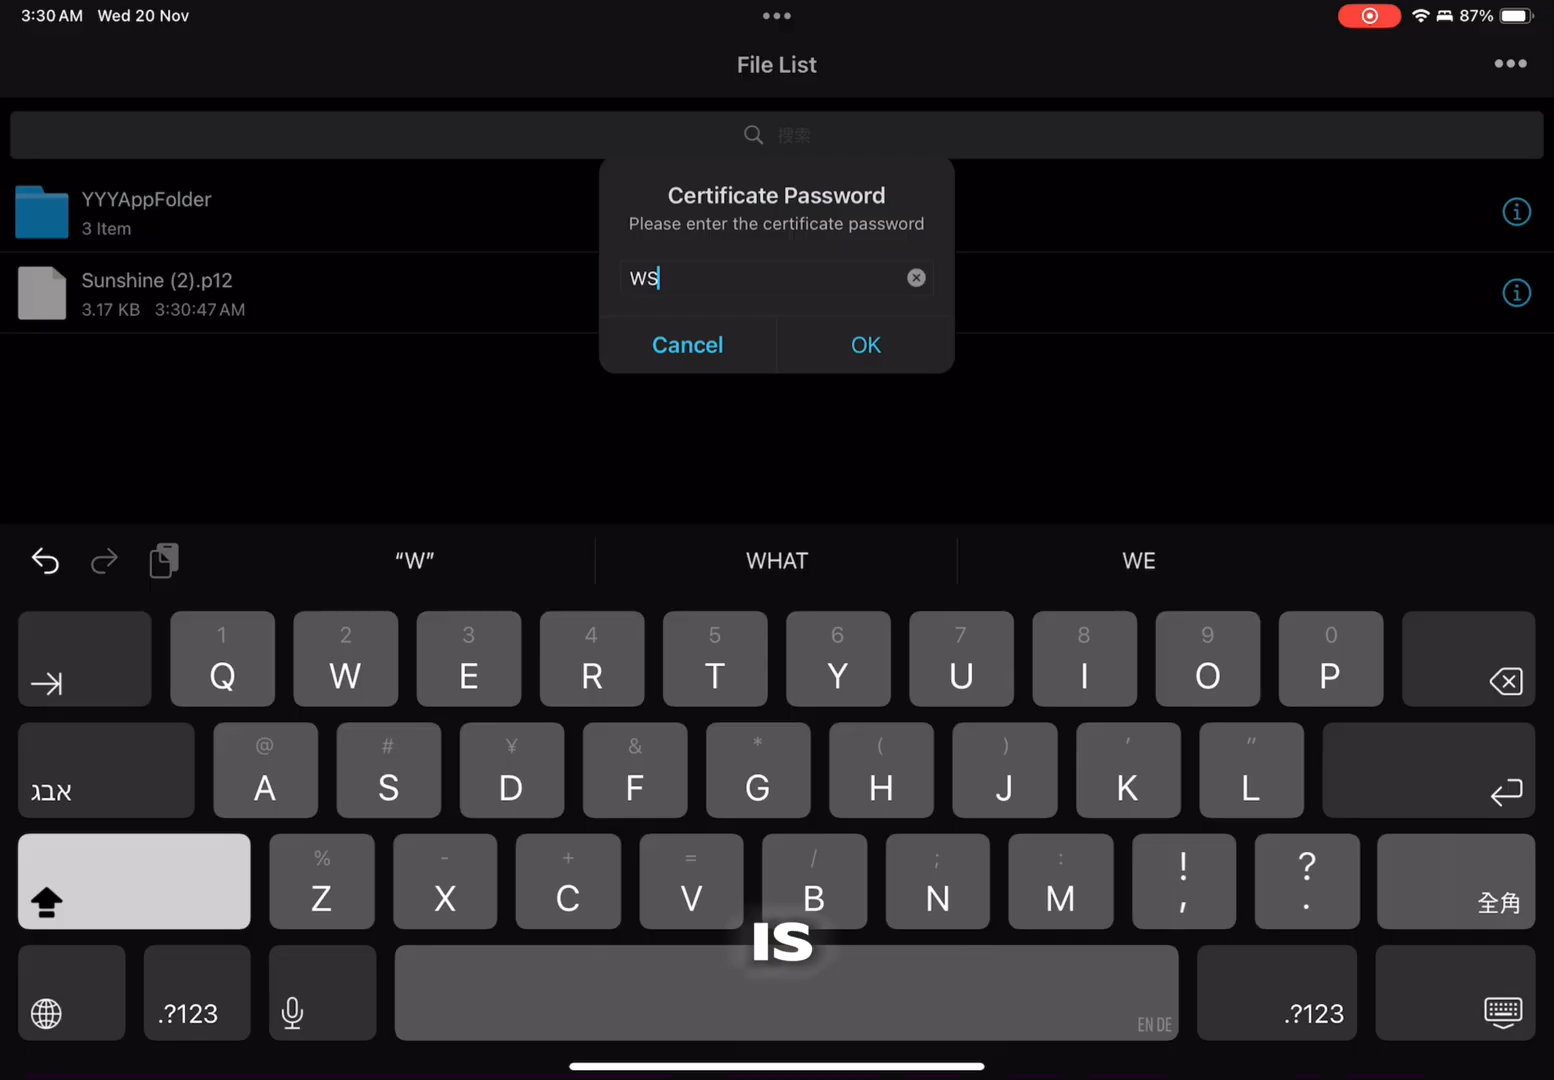 3:30 AM Wed 20 Nov
87%
File List
搜索
YYYAppFolder
3 Item
Sunshine (2).p12
3.17 KB 3:30:47 AM
Certificate Password
Please enter the certificate password
WS
Cancel OK
“W” WHAT WE
1 2 3 4 5 6 7 8 9 0
Q W E R T Y U I O P
@ # ¥ & * ( ) ' "
אבג A S D F G H J K L
% - + = / ; : ! ?
Z X C V B N M , . 全角
IS
.?123 EN DE .?123